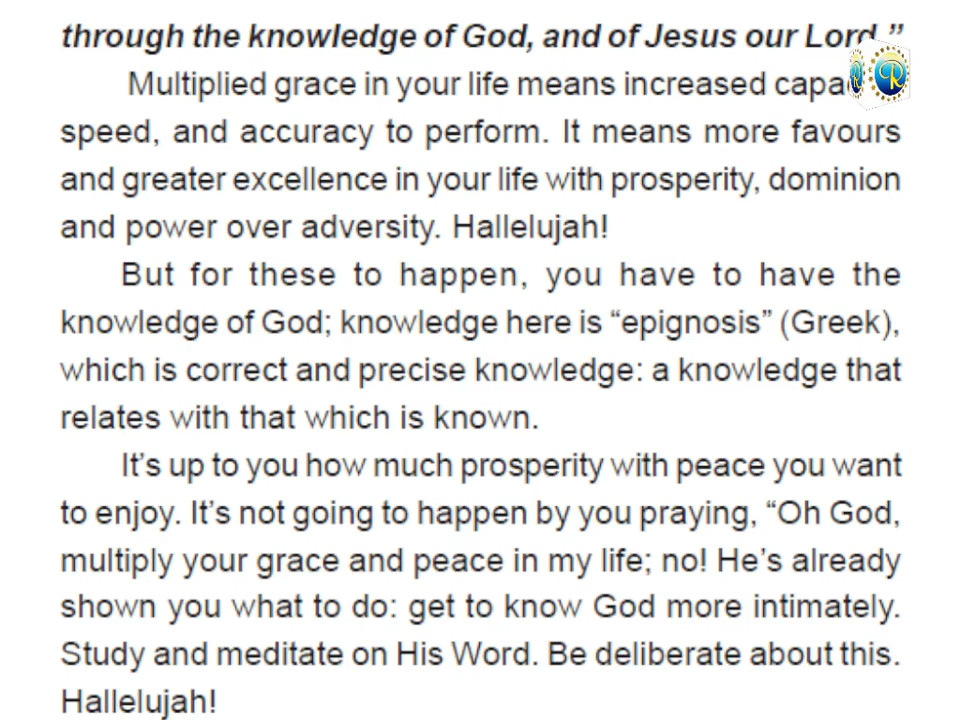 through the knowledge of God, and of Jesus our Lord."
Multiplied grace in your life means increased
speed, and accuracy to perform. It means more favours
and greater excellence in your life with prosperity, dominion
and power over adversity. Hallelujah!
But for these to happen, you have to have the
knowledge of God; knowledge here is “epignosis” (Greek),
which is correct and precise knowledge: a knowledge that
relates with that which is known.
It’s up to you how much prosperity with peace you want
to enjoy. It’s not going to happen by you praying, “Oh God,
multiply your grace and peace in my life; no! He’s already
shown you what to do: get to know God more intimately.
Study and meditate on His Word. Be deliberate about this.
Hallelujah!